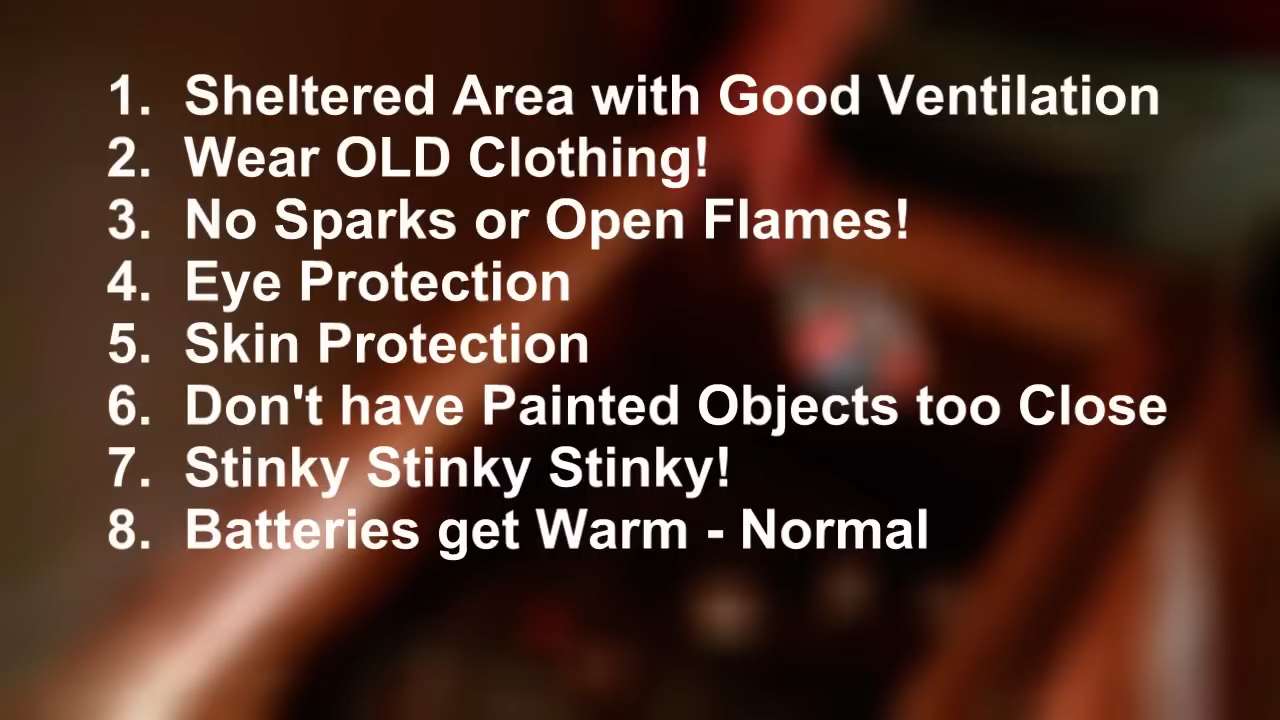 1. Sheltered Area with Good Ventilation
2. Wear OLD Clothing!
3. No Sparks or Open Flames!
4. Eye Protection
5. Skin Protection
6. Don't have Painted Objects too Close
7. Stinky Stinky Stinky!
8. Batteries get Warm - Normal